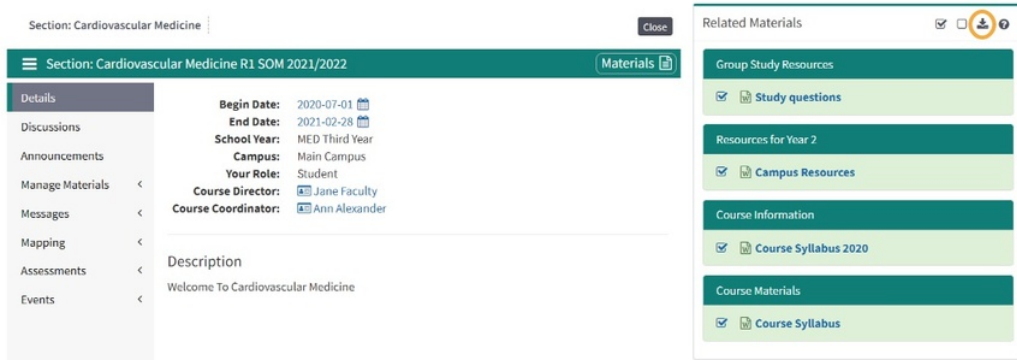 Section: Cardiovascular Medicine
Close
Section: Cardiovascular Medicine R1 SOM 2021/2022
Materials
Details
Discussions
Announcements
Manage Materials
Messages
Mapping
Assessments
Events
Begin Date: 2020-07-01
End Date: 2021-02-28
School Year: MED Third Year
Campus: Main Campus
Your Role: Student
Course Director: Jane Faculty
Course Coordinator: Ann Alexander
Description
Welcome To Cardiovascular Medicine
Related Materials
Group Study Resources
Study questions
Resources for Year 2
Campus Resources
Course Information
Course Syllabus 2020
Course Materials
Course Syllabus